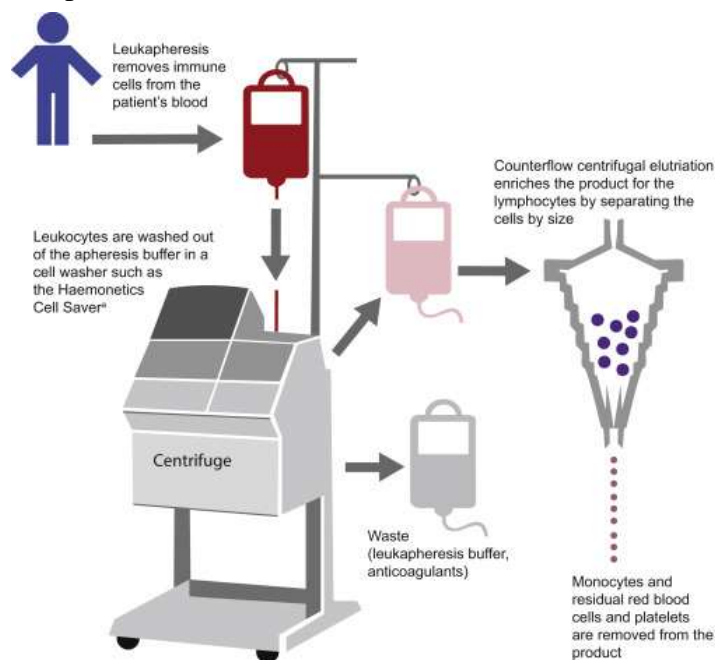 Leukapheresis
removes immune
cells from the
patient's blood
Counterflow centrifugal elutriation
enriches the product for the
lymphocytes by separating the
cells by size
Leukocytes are washed out
of the apheresis buffer in a
cell washer such as
the Haemonetics
Cell Saverᵃ
Centrifuge
Waste
(leukapheresis buffer,
anticoagulants)
Monocytes and
residual red blood
cells and platelets
are removed from the
product